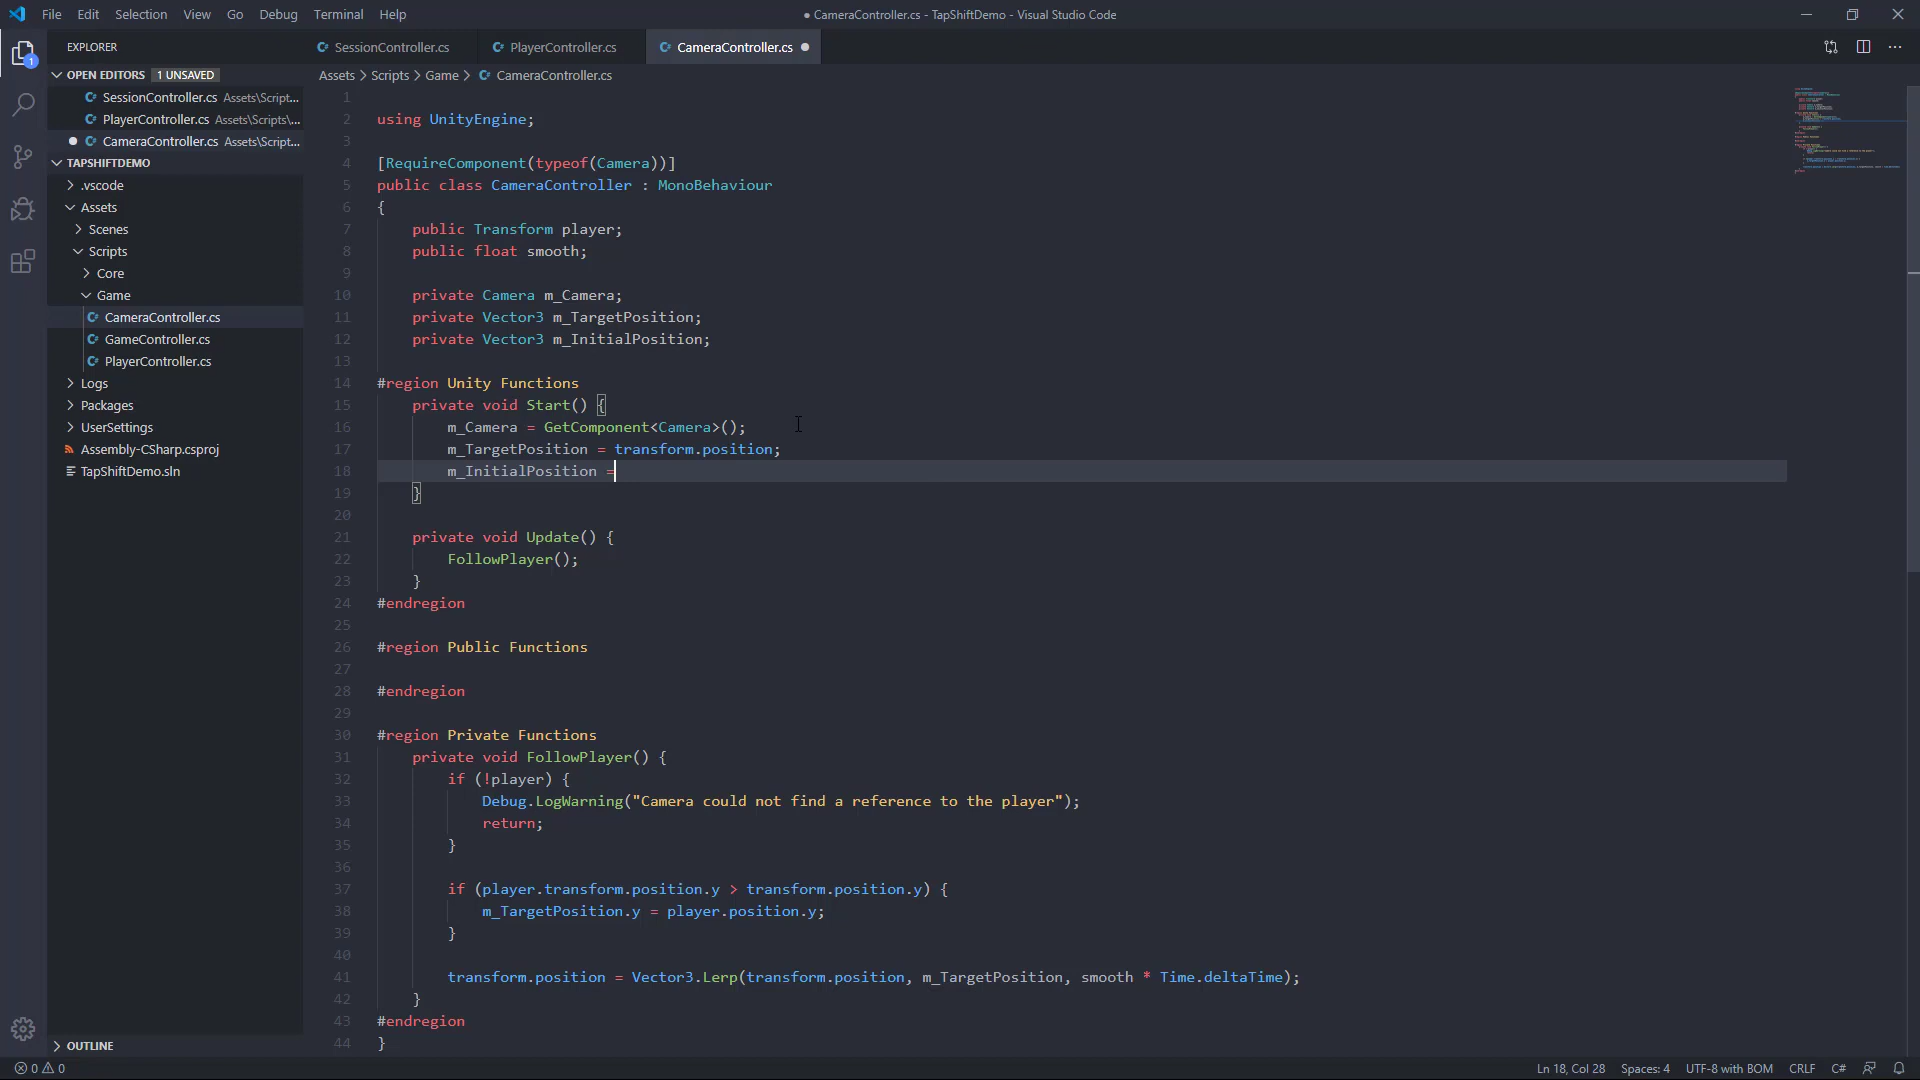 File Edit Selection View Go Debug Terminal Help
● CameraController.cs - TapShiftDemo - Visual Studio Code
EXPLORER
OPEN EDITORS 1 UNSAVED
SessionController.cs Assets\Script...
PlayerController.cs Assets\Scripts\...
CameraController.cs Assets\Script...
TAPSHIFTDEMO
.vscode
Assets
Scenes
Scripts
Core
Game
CameraController.cs
GameController.cs
PlayerController.cs
Logs
Packages
UserSettings
Assembly-CSharp.csproj
TapShiftDemo.sln
OUTLINE
1
SessionController.cs PlayerController.cs CameraController.cs
Assets > Scripts > Game > CameraController.cs
1
2 using UnityEngine;
3
4 [RequireComponent(typeof(Camera))]
5 public class CameraController : MonoBehaviour
6 {
7 public Transform player;
8 public float smooth;
9
10 private Camera m_Camera;
11 private Vector3 m_TargetPosition;
12 private Vector3 m_InitialPosition;
13
14 #region Unity Functions
15 private void Start() {
16 m_Camera = GetComponent<Camera>();
17 m_TargetPosition = transform.position;
18 m_InitialPosition =
19 }
20
21 private void Update() {
22 FollowPlayer();
23 }
24 #endregion
25
26 #region Public Functions
27
28 #endregion
29
30 #region Private Functions
31 private void FollowPlayer() {
32 if (!player) {
33 Debug.LogWarning("Camera could not find a reference to the player");
34 return;
35 }
36
37 if (player.transform.position.y > transform.position.y) {
38 m_TargetPosition.y = player.position.y;
39 }
40
41 transform.position = Vector3.Lerp(transform.position, m_TargetPosition, smooth * Time.deltaTime);
42 }
43 #endregion
44 }
0 0
Ln 18, Col 28 Spaces: 4 UTF-8 with BOM CRLF C#